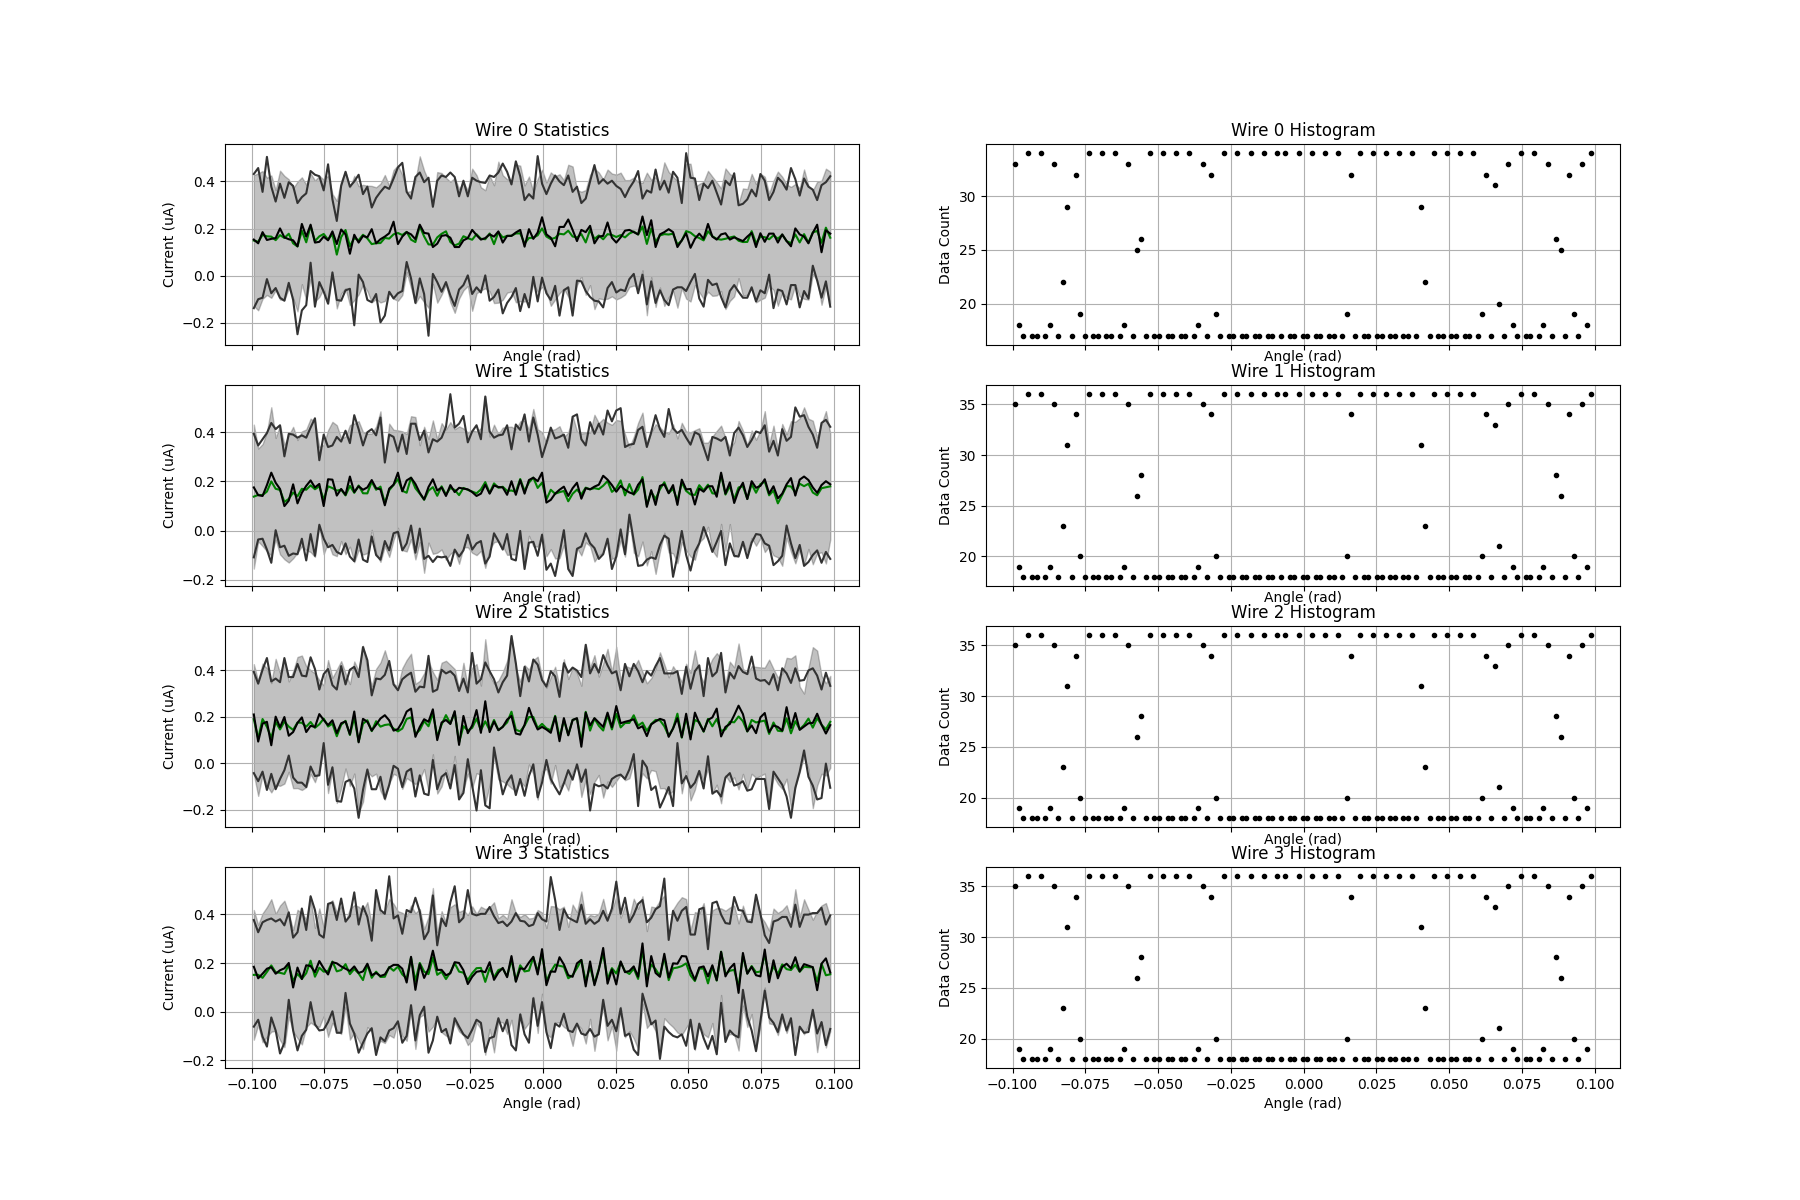 Wire 0 Statistics
Current (uA)
0.4
0.2
0.0
−0.2
Angle (rad)
Wire 0 Histogram
Data Count
30
25
20
Angle (rad)
Wire 1 Statistics
Current (uA)
0.4
0.2
0.0
−0.2
Angle (rad)
Wire 1 Histogram
Data Count
35
30
25
20
Angle (rad)
Wire 2 Statistics
Current (uA)
0.4
0.2
0.0
−0.2
Angle (rad)
Wire 2 Histogram
Data Count
35
30
25
20
Angle (rad)
Wire 3 Statistics
Current (uA)
0.4
0.2
0.0
−0.2
−0.100 −0.075 −0.050 −0.025 0.000 0.025 0.050 0.075 0.100
Angle (rad)
Wire 3 Histogram
Data Count
35
30
25
20
−0.100 −0.075 −0.050 −0.025 0.000 0.025 0.050 0.075 0.100
Angle (rad)